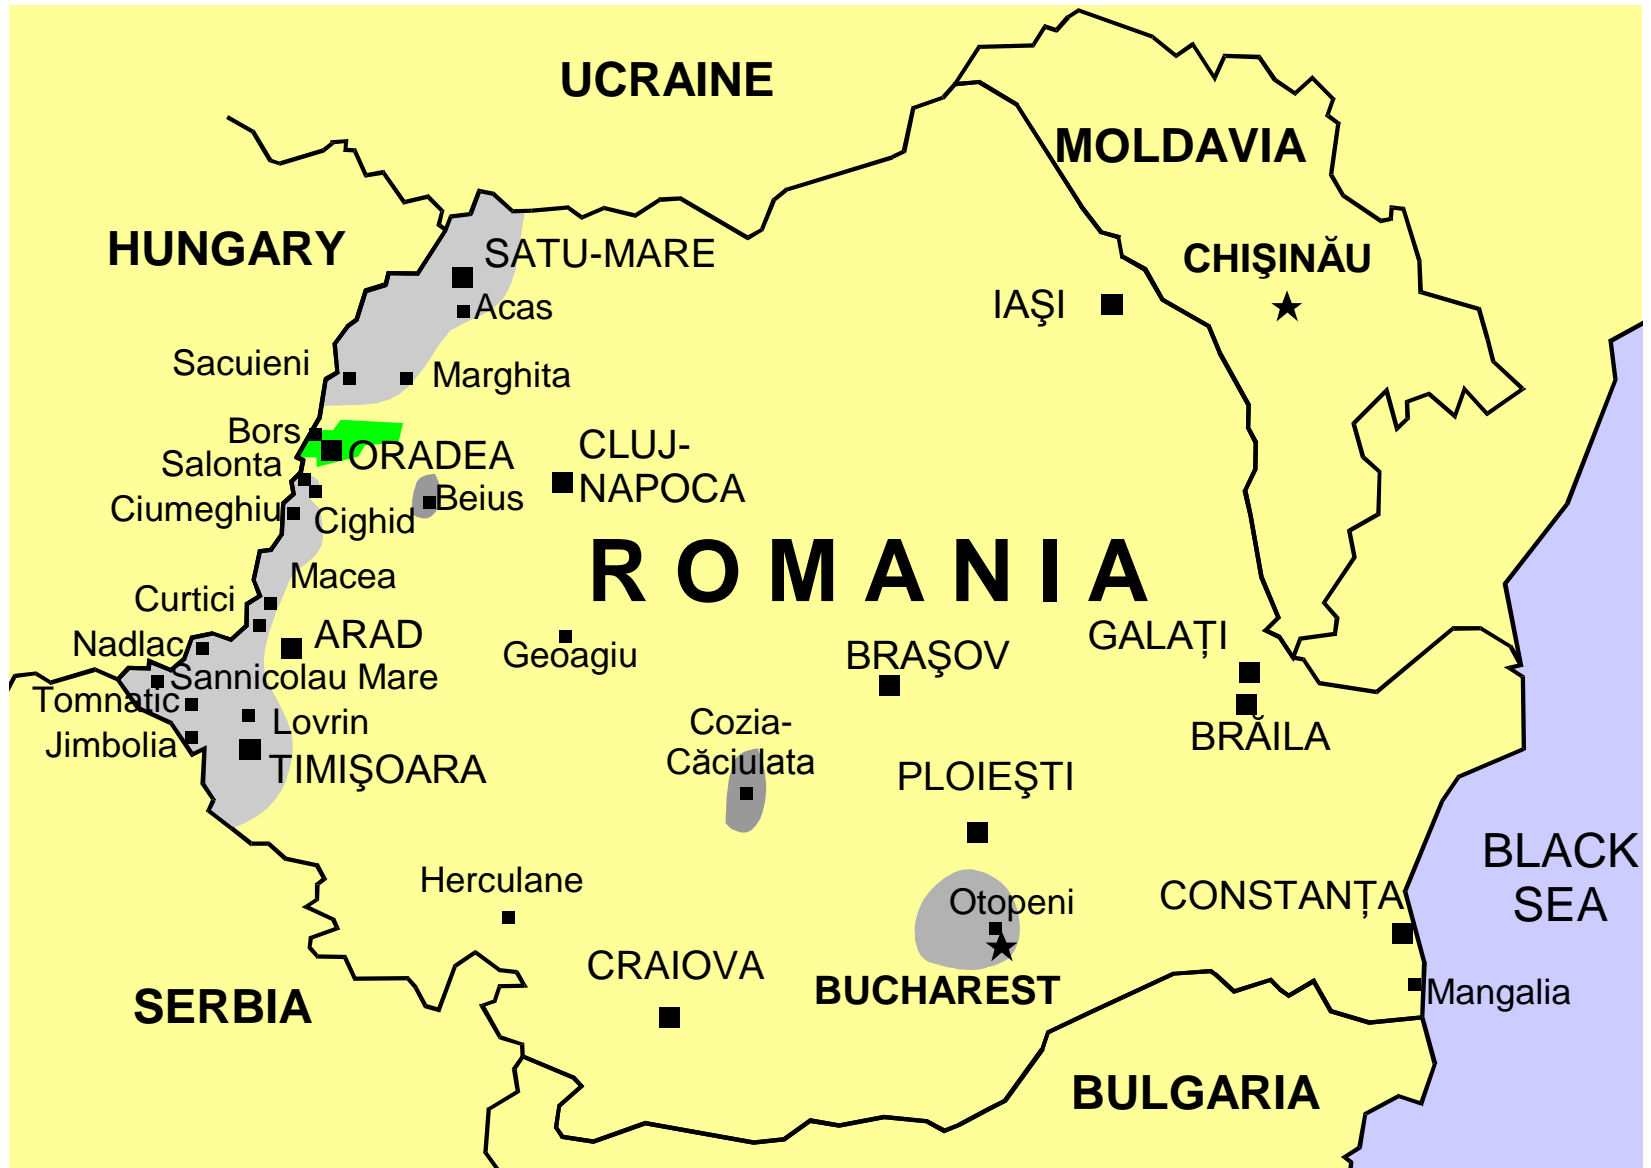 UCRAINE
MOLDAVIA
HUNGARY
SATU-MARE
CHIŞINĂU
IAŞI
Acas
Sacuieni
Marghita
Bors
ORADEA
CLUJ-
NAPOCA
Salonta
Beius
Ciumeghiu
Cighid
ROMANIA
Macea
Curtici
ARAD
Nadlac
Geoagiu
BRAŞOV
GALAȚI
Sannicolau Mare
Tomnatic
Lovrin
Jimbolia
Cozia-
Căciulata
BRĂILA
TIMIŞOARA
PLOIEŞTI
BLACK
SEA
Herculane
Otopeni
CONSTANȚA
CRAIOVA
BUCHAREST
Mangalia
SERBIA
BULGARIA